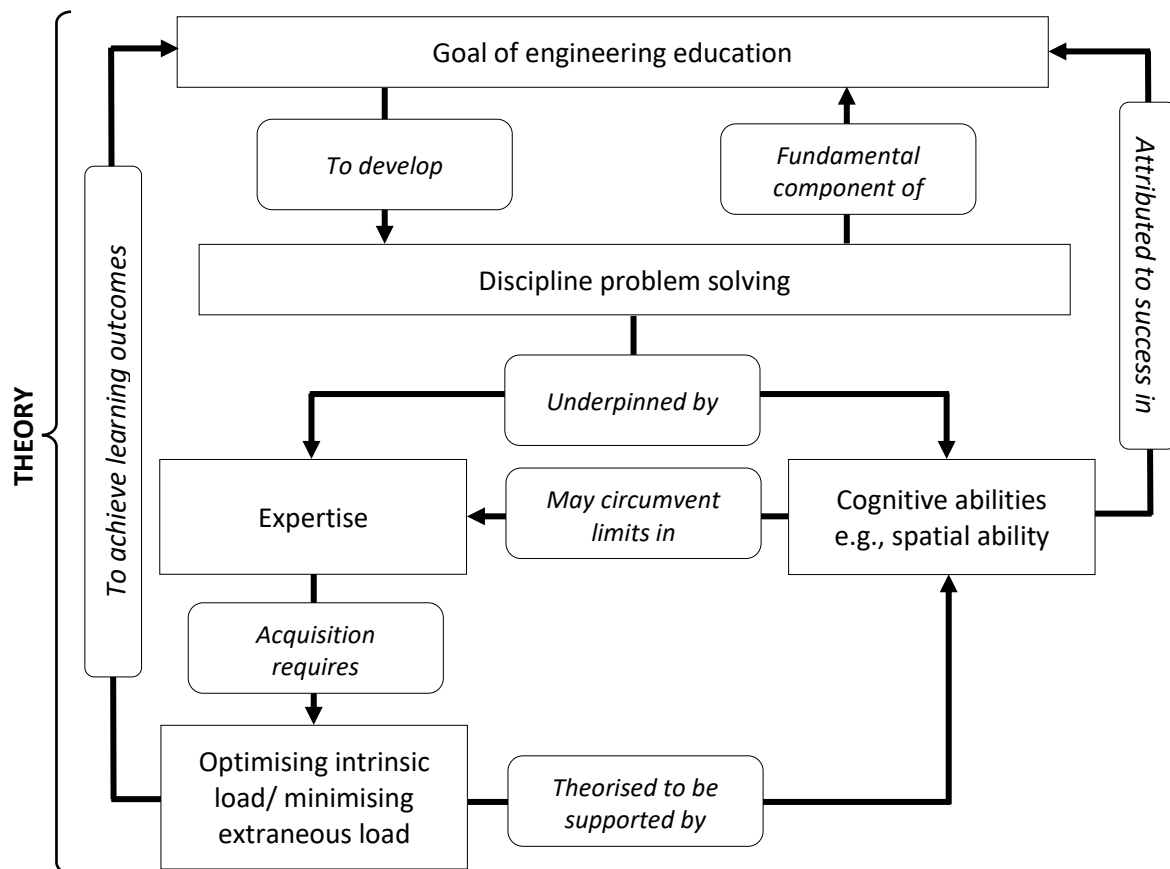 Goal of engineering education
To develop
Fundamental
component of
Attributed to success in
To achieve learning outcomes
THEORY
Discipline problem solving
Underpinned by
Expertise
May circumvent
limits in
Cognitive abilities
e.g., spatial ability
Acquisition
requires
Optimising intrinsic
load/ minimising
extraneous load
Theorised to be
supported by